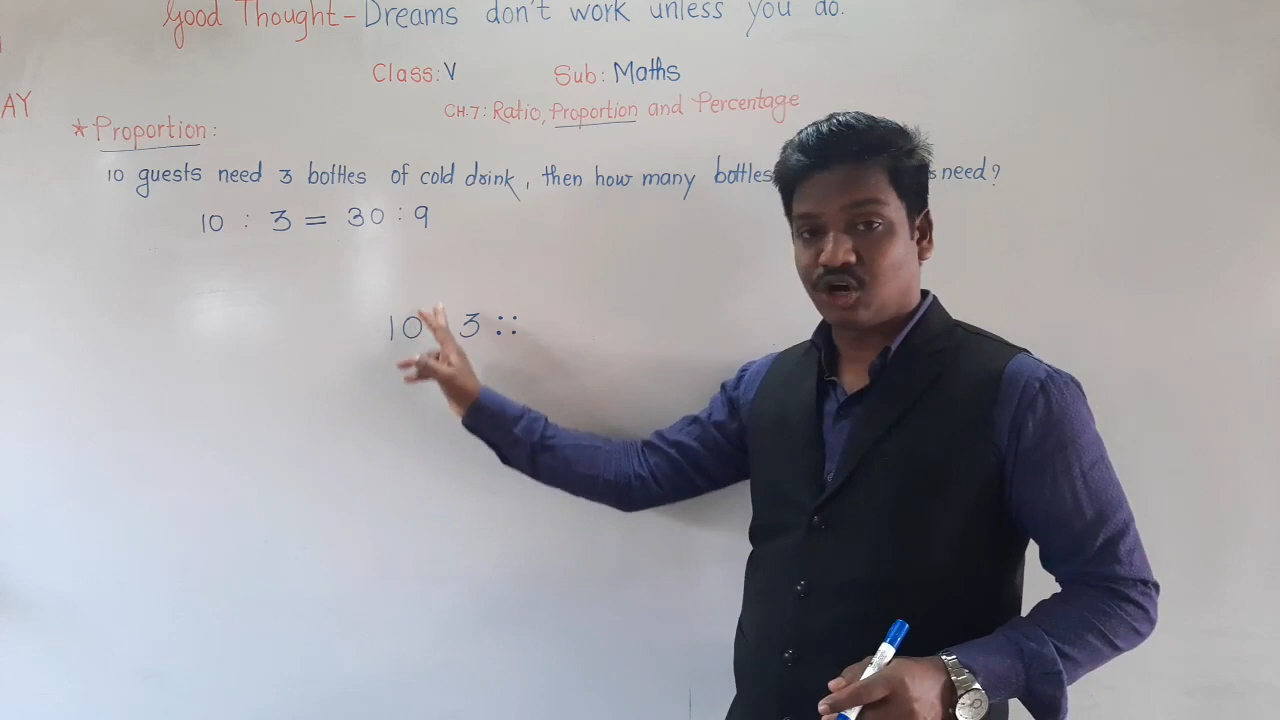 Good Thought - Dreams don't work unless you do.
Class: V Sub: Maths
AY
CH.7: Ratio, Proportion and Percentage
*Proportion:
10 guests need 3 bottles of cold drink, then how many bottles need?
10 : 3 = 30 : 9
10 3 ::